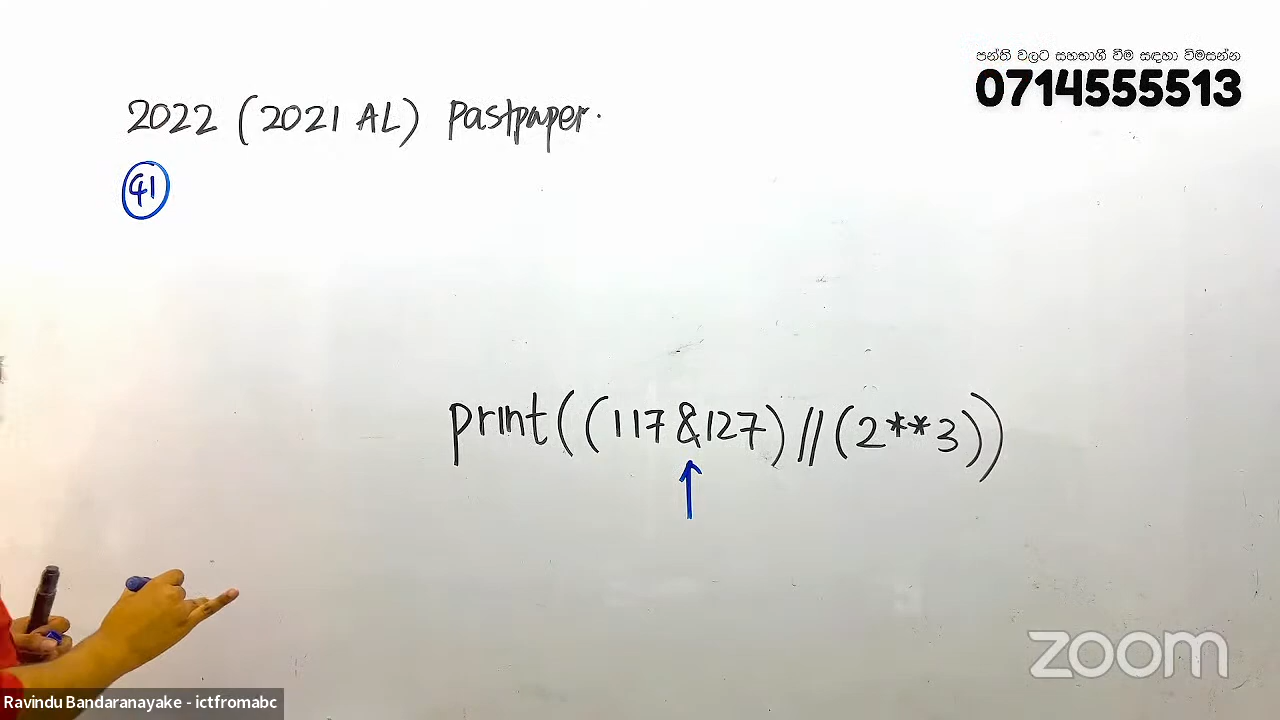 පන්ති වලට සහභාගී වීම සඳහා විමසන්න
0714555513
2022 (2021 AL) Pastpaper.
41
print((117&127)//(2**3))
zoom
Ravindu Bandaranayake - ictfromabc